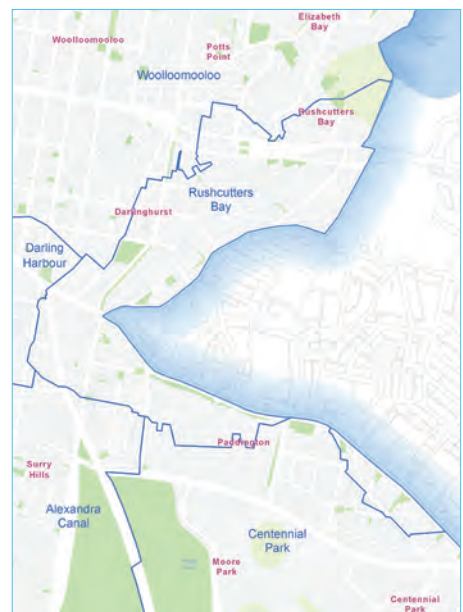 Elizabeth
Bay
Woolloomooloo
Potts
Point
Woolloomooloo
Rushcutters
Bay
Rushcutters
Bay
Darlinghurst
Darling
Harbour
Paddington
Surry
Hills
Alexandra
Canal
Centennial
Park
Moore
Park
Centennial
Park